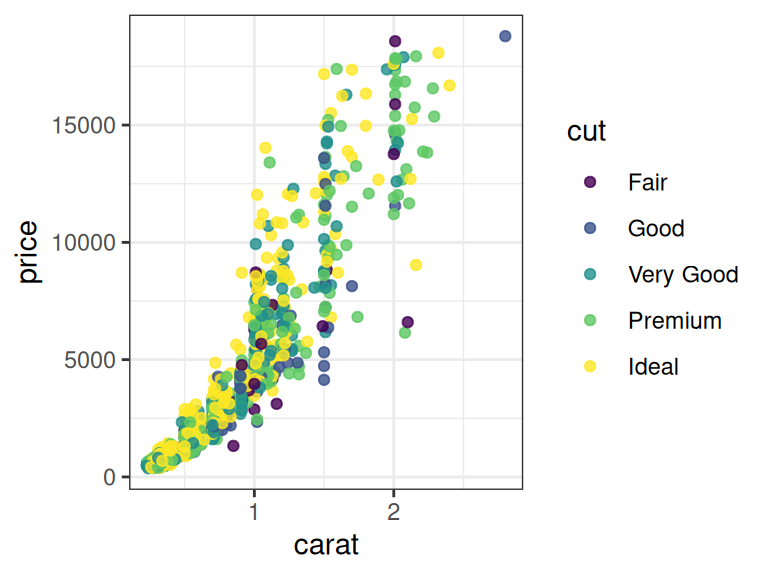 price
15000
10000
5000
0
1
2
carat
cut
Fair
Good
Very Good
Premium
Ideal